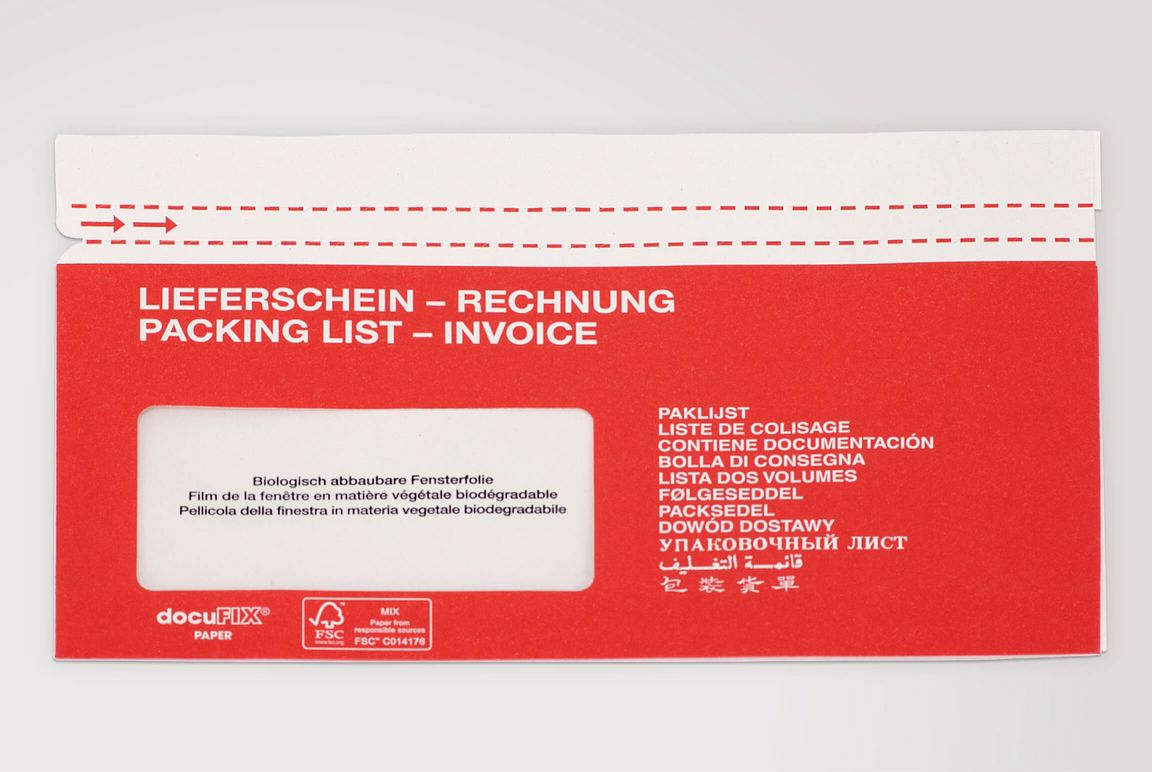 LIEFERSCHEIN – RECHNUNG
PACKING LIST – INVOICE
PAKLIJST
LISTE DE COLISAGE
CONTIENE DOCUMENTACIÓN
BOLLA DI CONSEGNA
LISTA DOS VOLUMES
FØLGESEDDEL
PACKSEDEL
DOWÓD DOSTAWY
УПАКОВОЧНЫЙ ЛИСТ
قائمـــة التغـــليف
包裝貨單
Biologisch abbaubare Fensterfolie
Film de la fenêtre en matière végétale biodégradable
Pellicola della finestra in materia vegetale biodegradabile
docuFIX®
PAPER
FSC
www.fsc.org
MIX
Paper from
responsible sources
FSC™ C014176